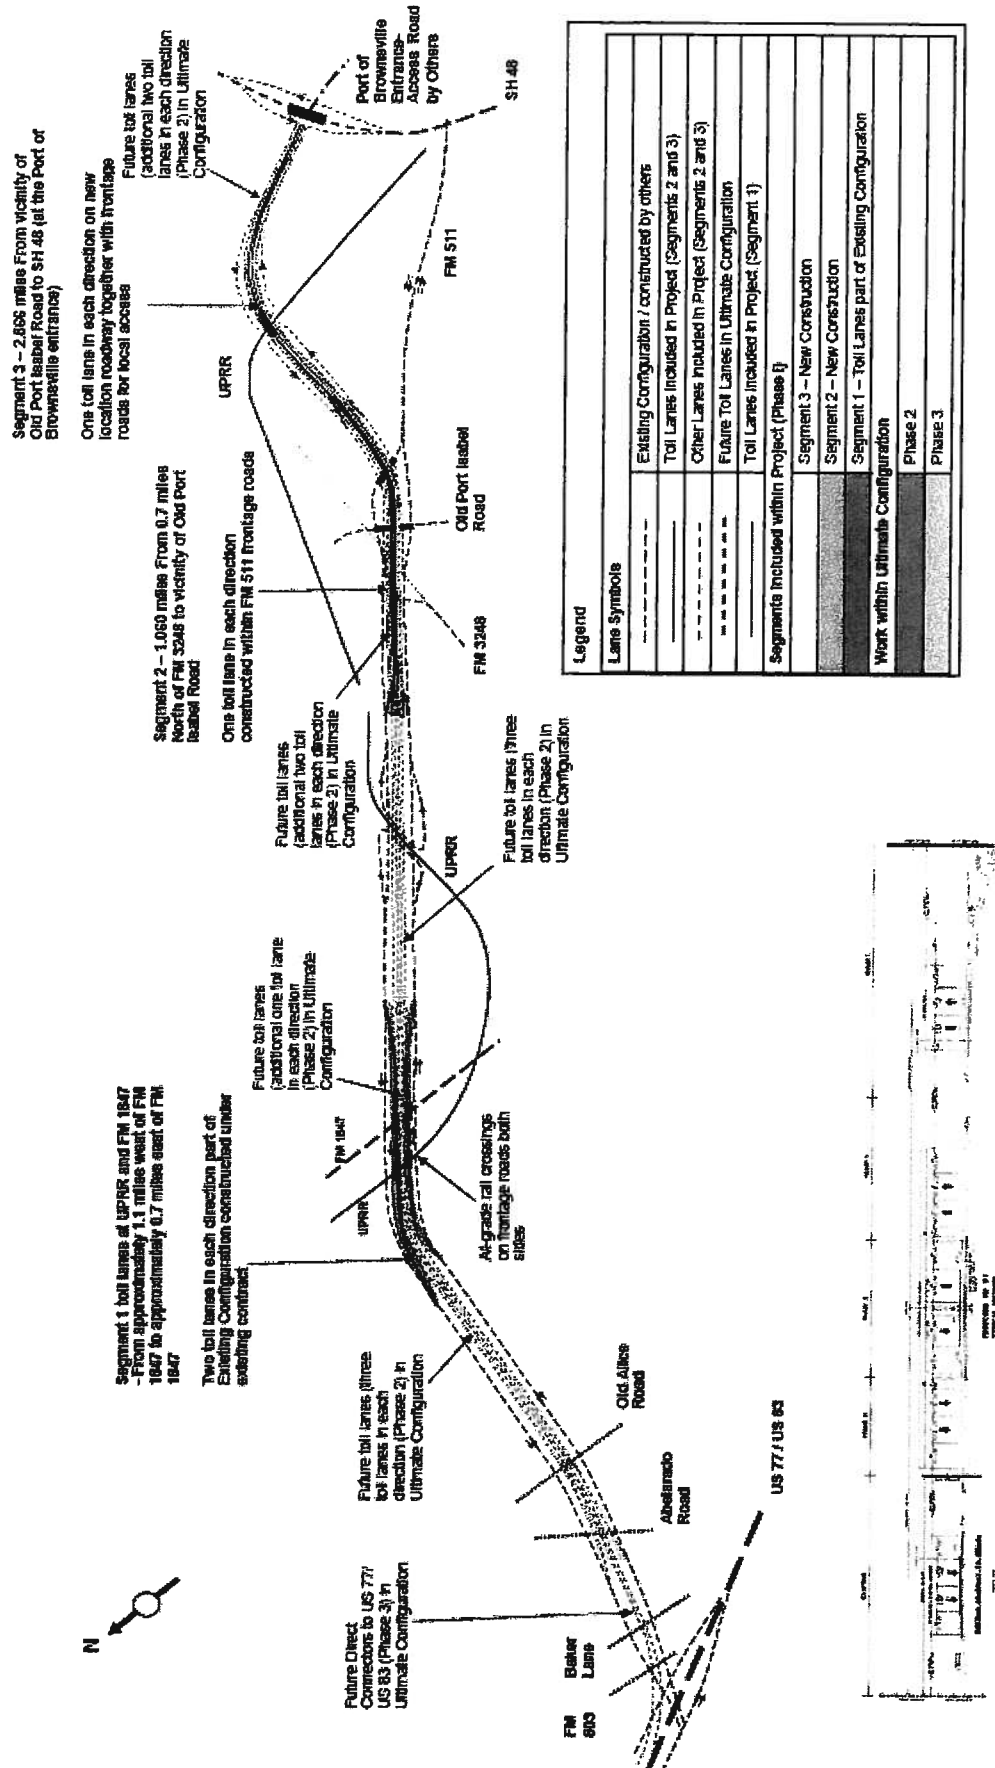 Segment 3 – 2.666 miles From vicinity of
Old Port Isabel Road to SH 48 (at the Port of
Brownsville entrance)
One toll lane in each direction on new
location roadway together with frontage
roads for local access
Future toll lanes
(additional two toll
lanes in each direction
(Phase 2) in Ultimate
Configuration
Port of
Brownsville
Entrance-
Access Road
by Others
SH 48
UPRR
FM 511
Segment 2 – 1.060 miles From 0.7 miles
North of FM 3248 to vicinity of Old Port
Isabel Road
One toll lane in each direction
constructed within FM 511 frontage roads
Old Port Isabel
Road
FM 3248
Future toll lanes
(additional two toll
lanes in each direction
(Phase 2) in Ultimate
Configuration
Future toll lanes (three
toll lanes in each
direction (Phase 2) in
Ultimate Configuration
UPRR
Segment 1 toll lanes at UPRR and FM 1847
- From approximately 1.1 miles west of FM
1847 to approximately 0.7 miles east of FM
1847
Two toll lanes in each direction part of
Existing Configuration constructed under
existing contract
Future toll lanes
(additional one toll lane
in each direction
(Phase 2) in Ultimate
Configuration
FM 1847
UPRR
At-grade rail crossings
on frontage roads both
sides
Future toll lanes (three
toll lanes in each
direction (Phase 2) in
Ultimate Configuration
Old Alice
Road
Abelardo
Road
Future Direct
Connectors to US 77/
US 83 (Phase 3) in
Ultimate Configuration
Baker
Lane
FM
803
US 77 / US 83
N
Legend
Lane Symbols
Existing Configuration / constructed by others
Toll Lanes Included in Project (Segments 2 and 3)
Other Lanes Included in Project (Segments 2 and 3)
Future Toll Lanes in Ultimate Configuration
Toll Lanes Included in Project (Segment 1)
Segments Included within Project (Phase I)
Segment 3 – New Construction
Segment 2 – New Construction
Segment 1 – Toll Lanes part of Existing Configuration
Work within Ultimate Configuration
Phase 2
Phase 3